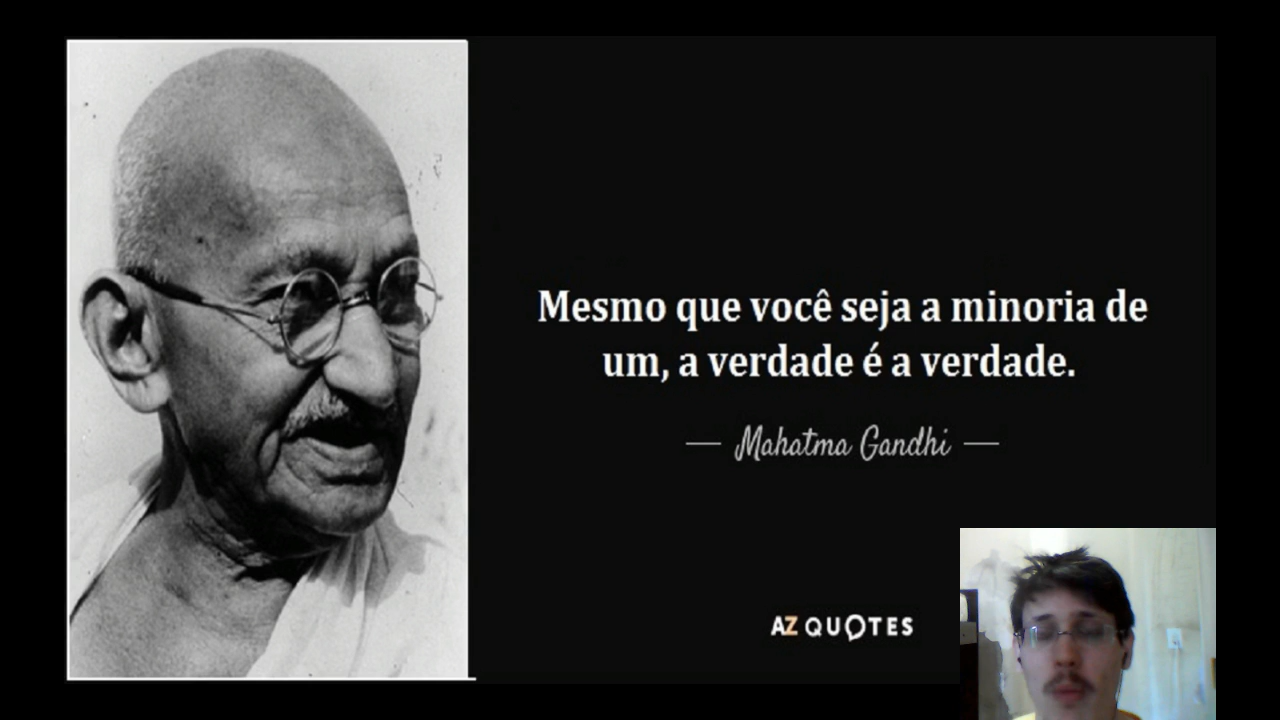 Mesmo que você seja a minoria de
um, a verdade é a verdade.
Mahatma Gandhi
AZ QUOTES